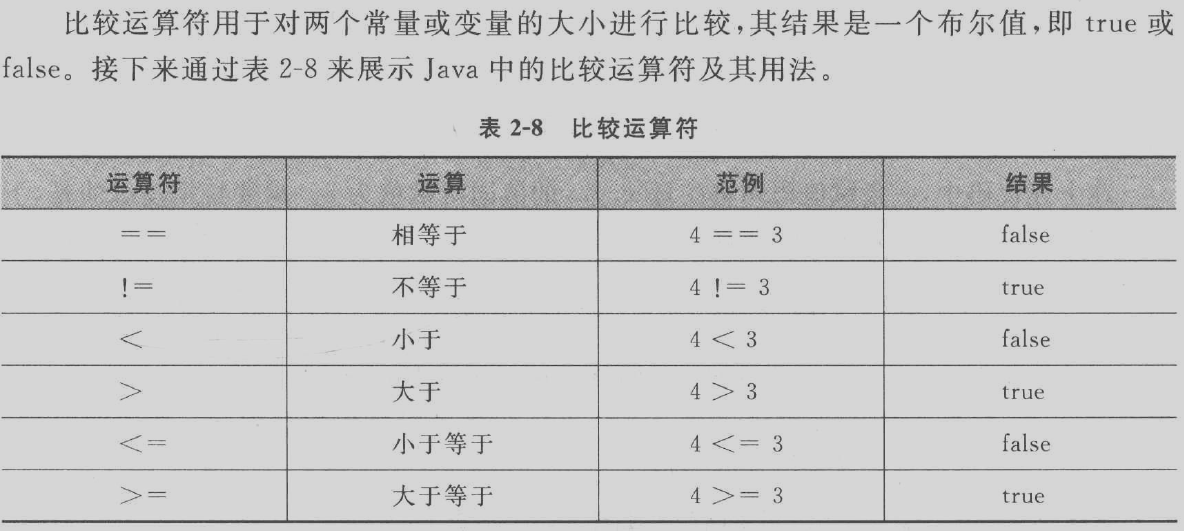 比较运算符用于对两个常量或变量的大小进行比较,其结果是一个布尔值,即 true 或
false。接下来通过表 2-8 来展示 Java 中的比较运算符及其用法。
表 2-8 比较运算符
运算符 运算 范例 结果
== 相等于 4 == 3 false
!= 不等于 4 != 3 true
< 小于 4 < 3 false
> 大于 4 > 3 true
<= 小于等于 4 <= 3 false
>= 大于等于 4 >= 3 true